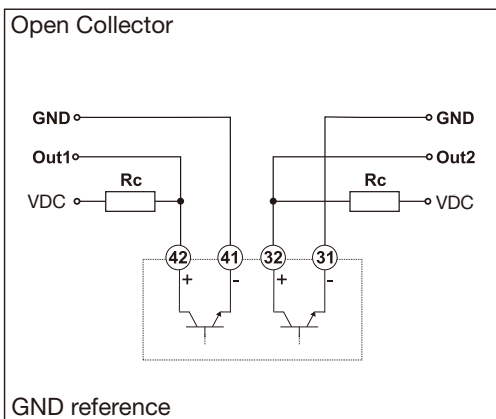 Open Collector
GND GND
Out1 Out2
Rc Rc
VDC VDC
42 41 32 31
+ - + -
GND reference